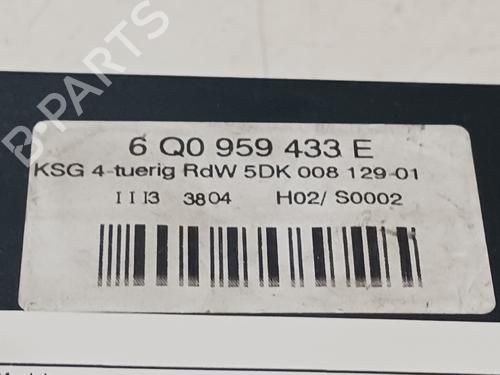 B-PARTS
6 Q0 959 433 E
KSG 4-tuerig RdW 5DK 008 129-01
I I I3 3804 H02/ S0002